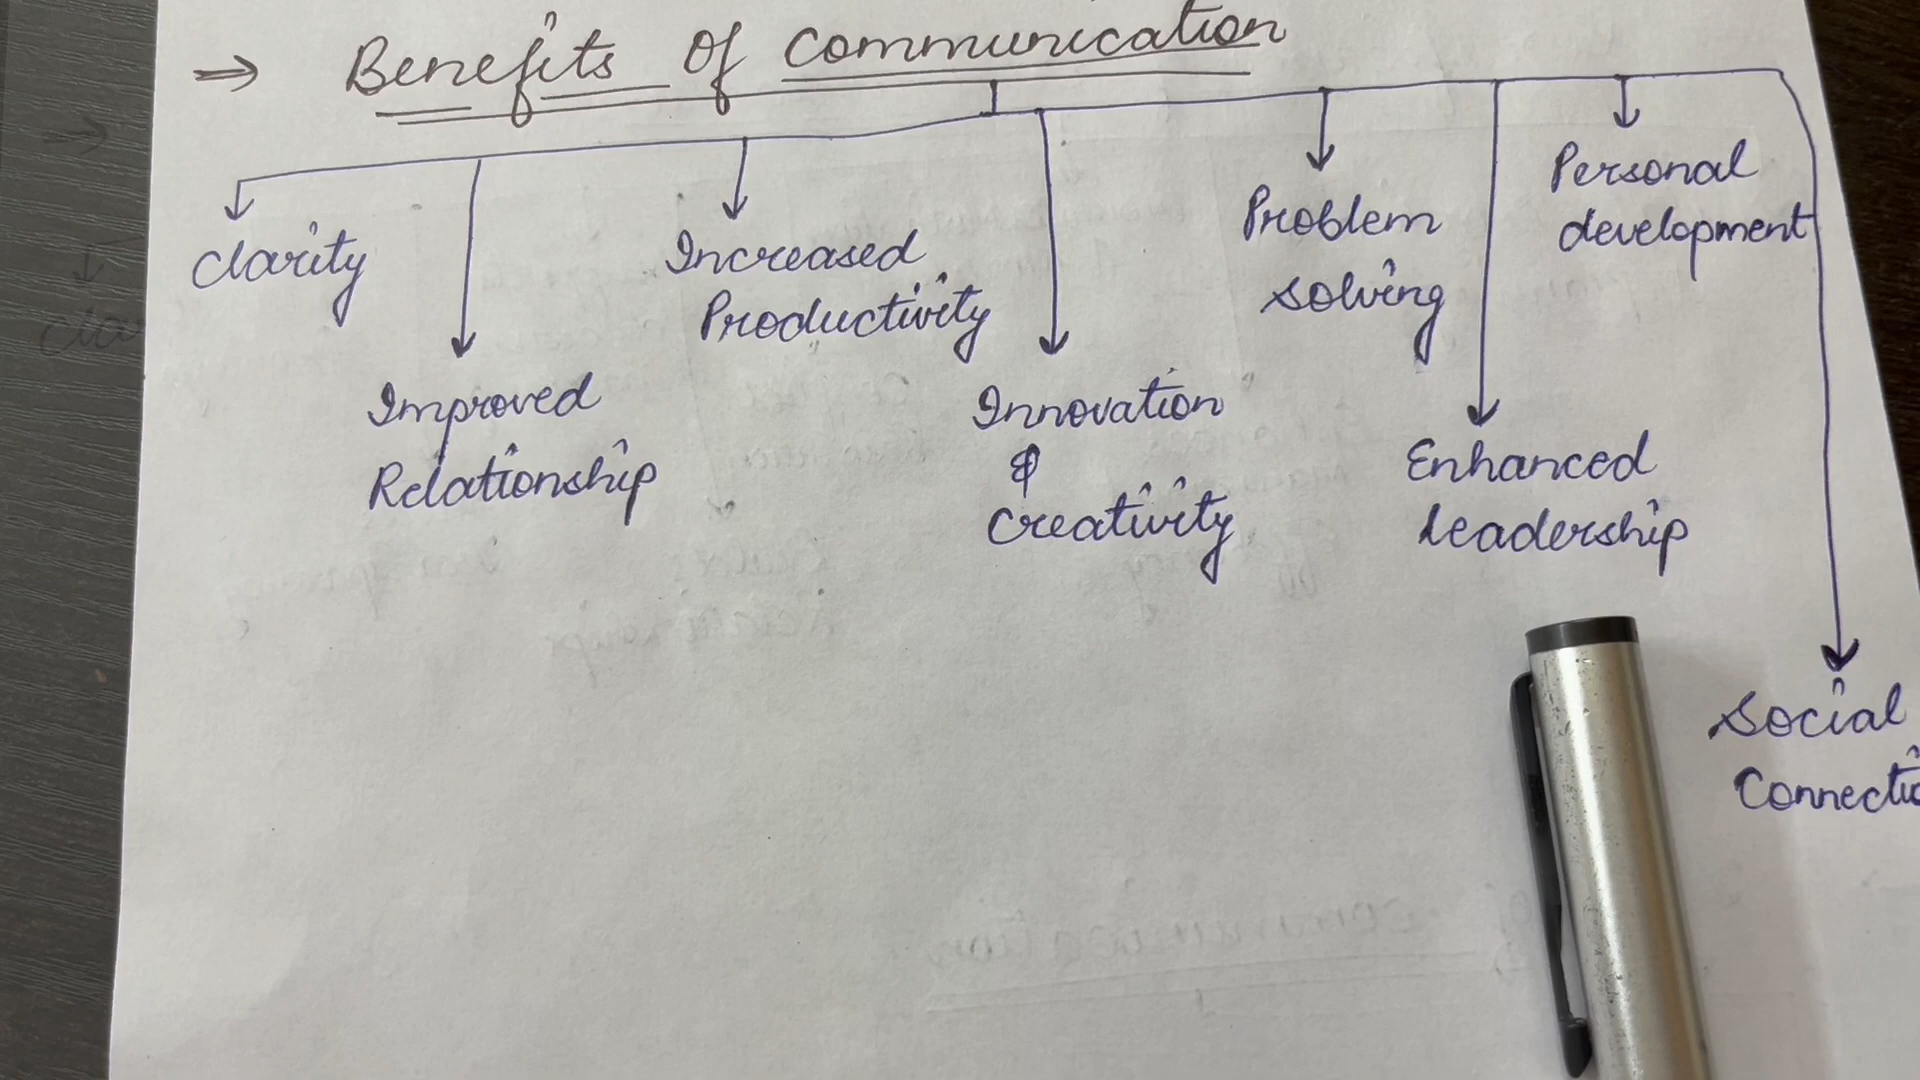 ⇒ Benefits Of Communication
Clarity
Improved
Relationship
Increased
Productivity
Innovation
&
Creativity
Problem
solving
Enhanced
leadership
Personal
development
Social